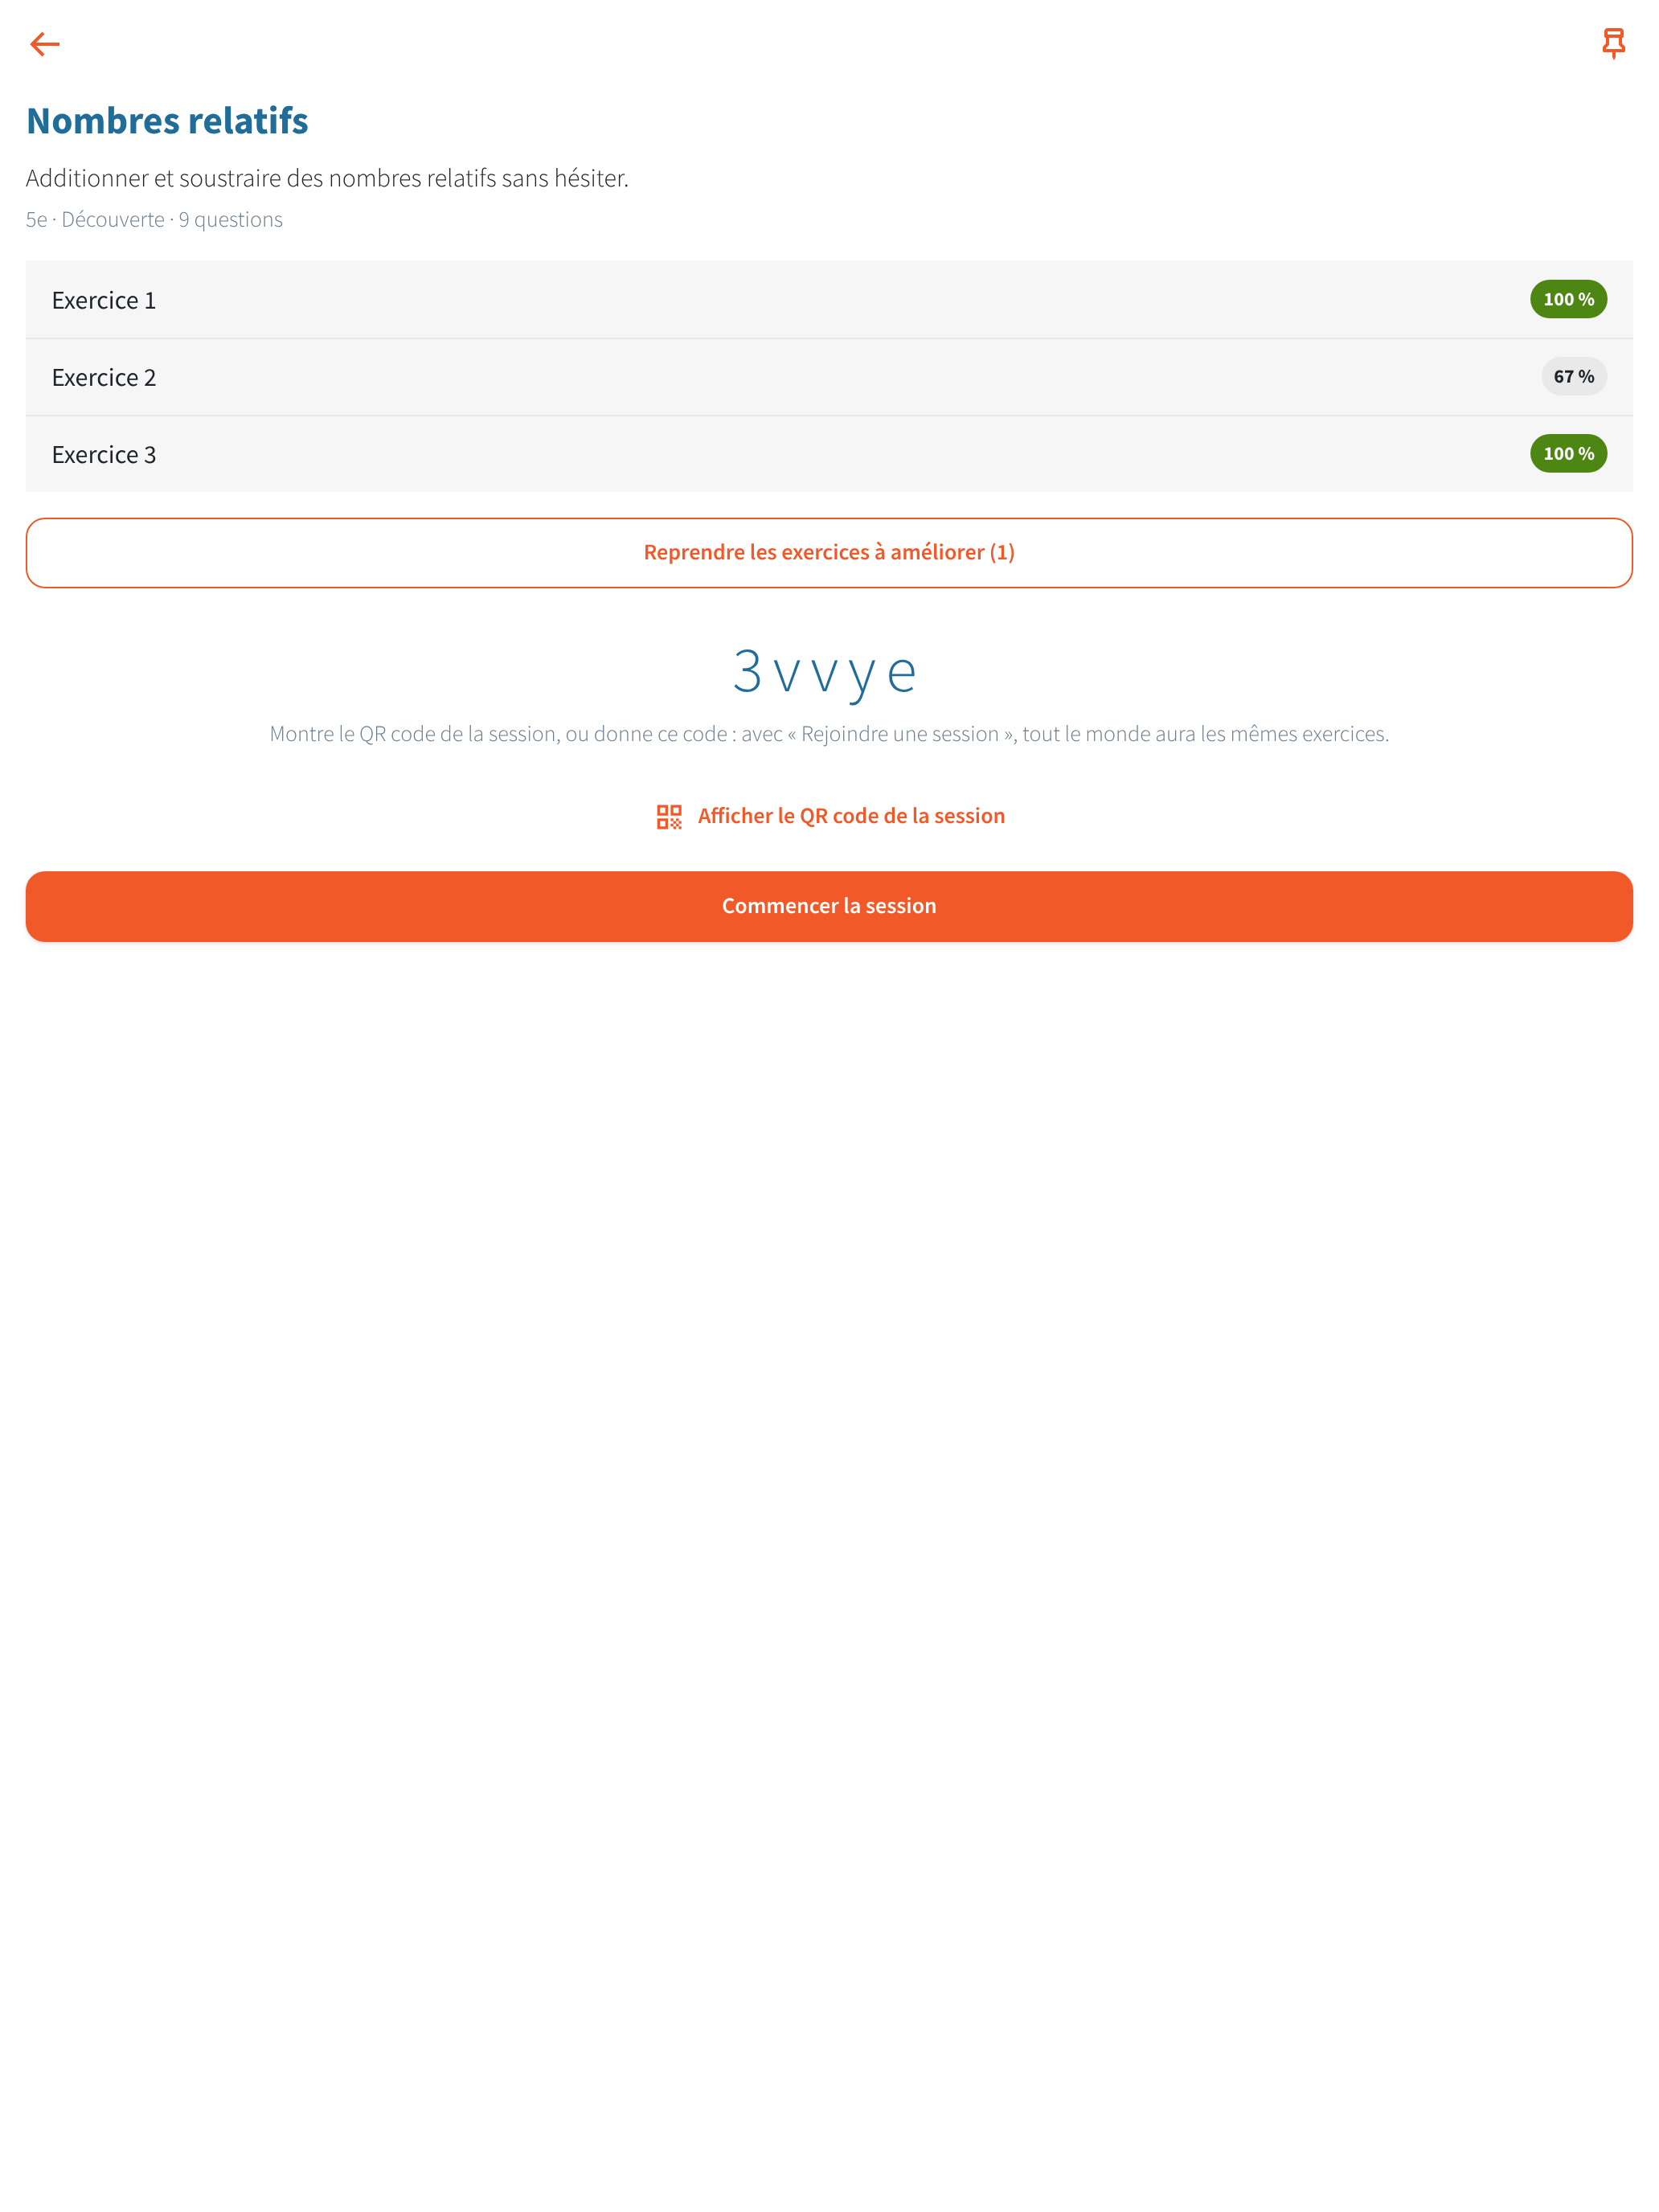 Nombres relatifs
Additionner et soustraire des nombres relatifs sans hésiter.
5e · Découverte · 9 questions
Exercice 1
100 %
Exercice 2
67 %
Exercice 3
100 %
Reprendre les exercices à améliorer (1)
3vvye
Montre le QR code de la session, ou donne ce code : avec « Rejoindre une session », tout le monde aura les mêmes exercices.
Afficher le QR code de la session
Commencer la session